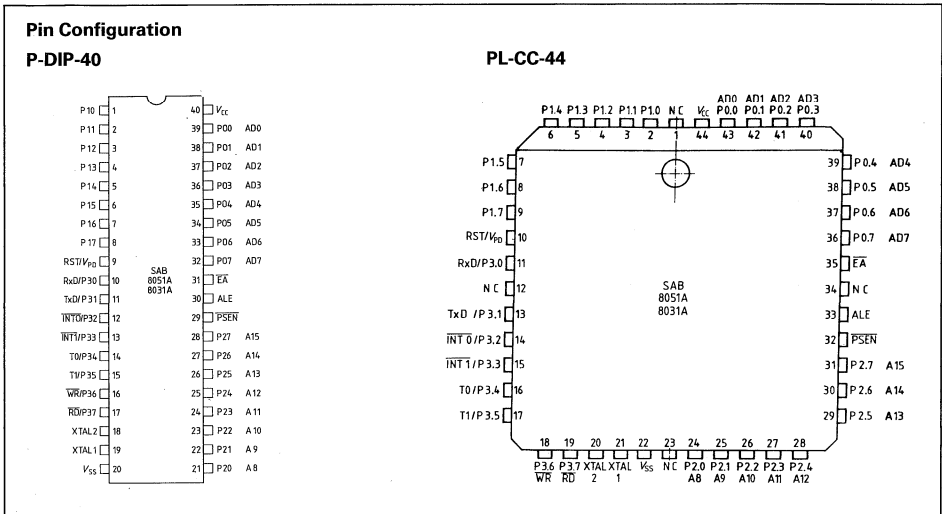 Pin Configuration
P-DIP-40
P10 1
P11 2
P12 3
P13 4
P14 5
P15 6
P16 7
P17 8
RST/VPD 9
RxD/P30 10
TxD/P31 11
INT0/P32 12
INT1/P33 13
T0/P34 14
T1/P35 15
WR/P36 16
RD/P37 17
XTAL2 18
XTAL1 19
VSS 20
SAB
8051A
8031A
40 VCC
39 P00 AD0
38 P01 AD1
37 P02 AD2
36 P03 AD3
35 P04 AD4
34 P05 AD5
33 P06 AD6
32 P07 AD7
31 EA
30 ALE
29 PSEN
28 P27 A15
27 P26 A14
26 P25 A13
25 P24 A12
24 P23 A11
23 P22 A10
22 P21 A9
21 P20 A8
PL-CC-44
AD0 AD1 AD2 AD3
P1.4 P1.3 P1.2 P1.1 P1.0 NC VCC P0.0 P0.1 P0.2 P0.3
6 5 4 3 2 1 44 43 42 41 40
P1.5 7
P1.6 8
P1.7 9
RST/VPD 10
RxD/P3.0 11
NC 12
TxD /P3.1 13
INT 0/P3.2 14
INT 1/P3.3 15
T0/P3.4 16
T1/P3.5 17
SAB
8051A
8031A
39 P0.4 AD4
38 P0.5 AD5
37 P0.6 AD6
36 P0.7 AD7
35 EA
34 NC
33 ALE
32 PSEN
31 P2.7 A15
30 P2.6 A14
29 P2.5 A13
18 19 20 21 22 23 24 25 26 27 28
P3.6 P3.7 XTAL XTAL VSS NC P2.0 P2.1 P2.2 P2.3 P2.4
WR RD 2 1 A8 A9 A10 A11 A12